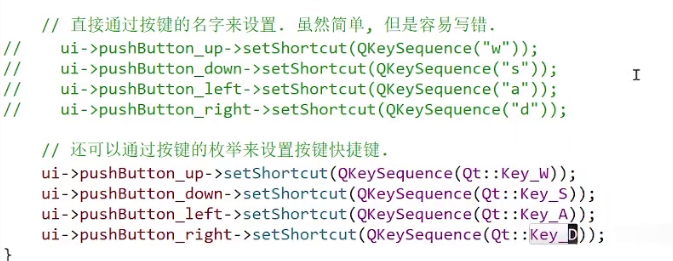 // 直接通过按键的名字来设置. 虽然简单, 但是容易写错.
//    ui->pushButton_up->setShortcut(QKeySequence("w"));
//    ui->pushButton_down->setShortcut(QKeySequence("s"));
//    ui->pushButton_left->setShortcut(QKeySequence("a"));
//    ui->pushButton_right->setShortcut(QKeySequence("d"));
// 还可以通过按键的枚举来设置按键快捷键.
ui->pushButton_up->setShortcut(QKeySequence(Qt::Key_W));
ui->pushButton_down->setShortcut(QKeySequence(Qt::Key_S));
ui->pushButton_left->setShortcut(QKeySequence(Qt::Key_A));
ui->pushButton_right->setShortcut(QKeySequence(Qt::Key_D));
}